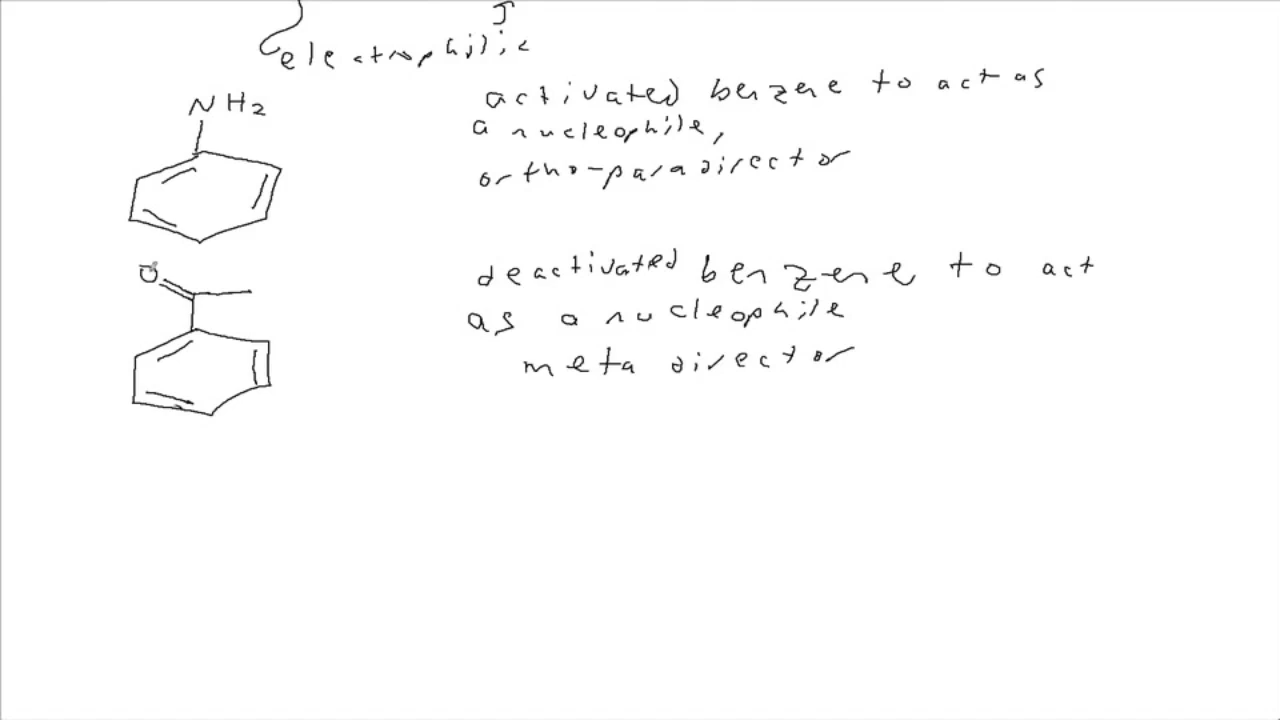 electrophilic
NH2
activated benzene to act as
a nucleophile,
ortho-para director
O
deactivated benzene to act
as a nucleophile
meta director